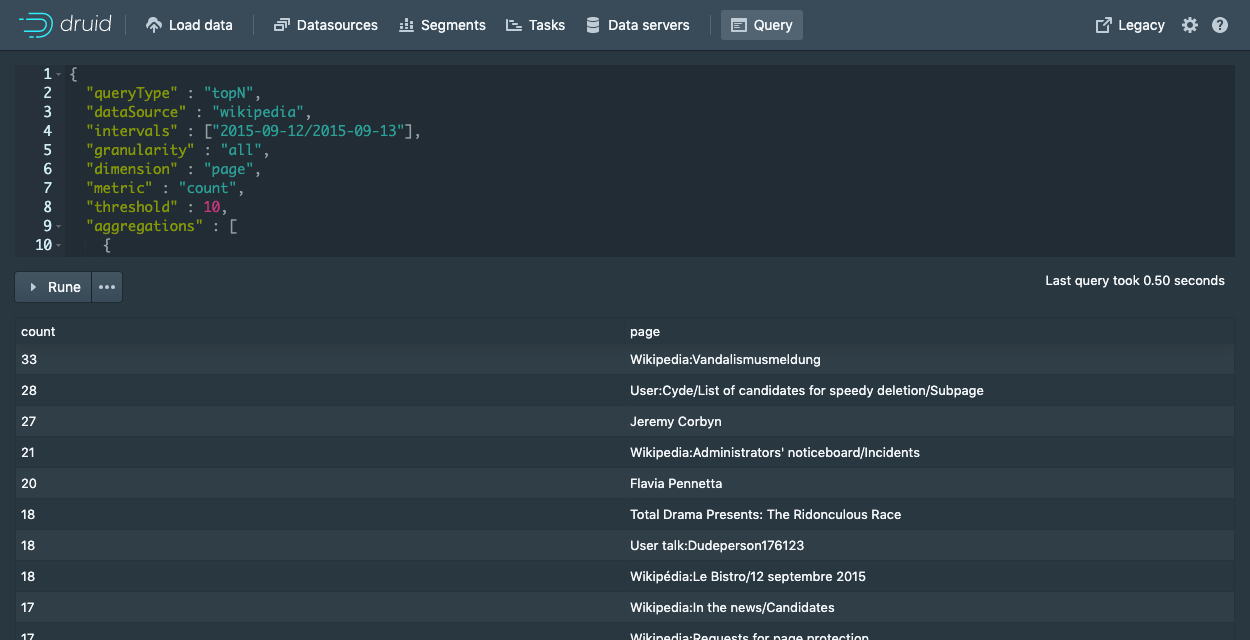 druid Load data Datasources Segments Tasks Data servers Query Legacy
1 {
2 "queryType" : "topN",
3 "dataSource" : "wikipedia",
4 "intervals" : ["2015-09-12/2015-09-13"],
5 "granularity" : "all",
6 "dimension" : "page",
7 "metric" : "count",
8 "threshold" : 10,
9 "aggregations" : [
10 {
Rune ••• Last query took 0.50 seconds
count page
33 Wikipedia:Vandalismusmeldung
28 User:Cyde/List of candidates for speedy deletion/Subpage
27 Jeremy Corbyn
21 Wikipedia:Administrators' noticeboard/Incidents
20 Flavia Pennetta
18 Total Drama Presents: The Ridonculous Race
18 User talk:Dudeperson176123
18 Wikipédia:Le Bistro/12 septembre 2015
17 Wikipedia:In the news/Candidates
17 Wikipedia:Requests for page protection